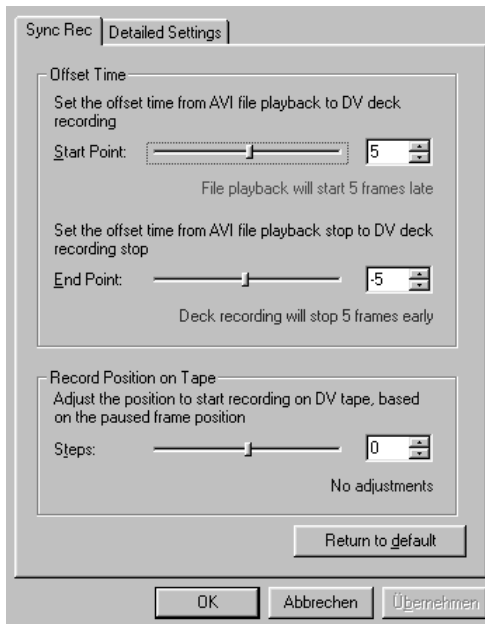 Sync Rec
Detailed Settings
Offset Time
Set the offset time from AVI file playback to DV deck
recording
Start Point:
5
File playback will start 5 frames late
Set the offset time from AVI file playback stop to DV deck
recording stop
End Point:
-5
Deck recording will stop 5 frames early
Record Position on Tape
Adjust the position to start recording on DV tape, based
on the paused frame position
Steps:
0
No adjustments
Return to default
OK
Abbrechen
Übernehmen